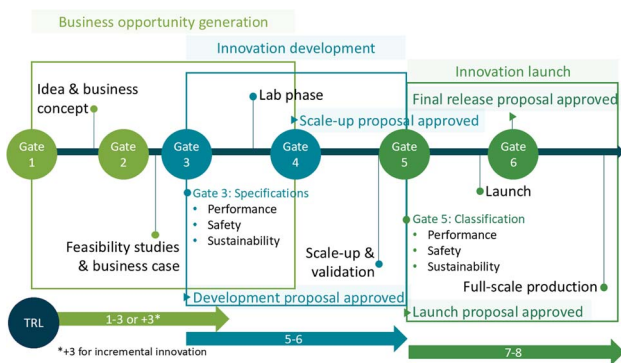 Business opportunity generation
Innovation development
Innovation launch
Idea & business
concept
Lab phase
Final release proposal approved
Scale-up proposal approved
Gate
1
Gate
2
Gate
3
Gate
4
Gate
5
Gate
6
Launch
Gate 3: Specifications
• Performance
• Safety
• Sustainability
Gate 5: Classification
• Performance
• Safety
• Sustainability
Feasibility studies
& business case
Scale-up &
validation
Full-scale production
Development proposal approved
Launch proposal approved
TRL
1-3 or +3*
5-6
7-8
*+3 for incremental innovation